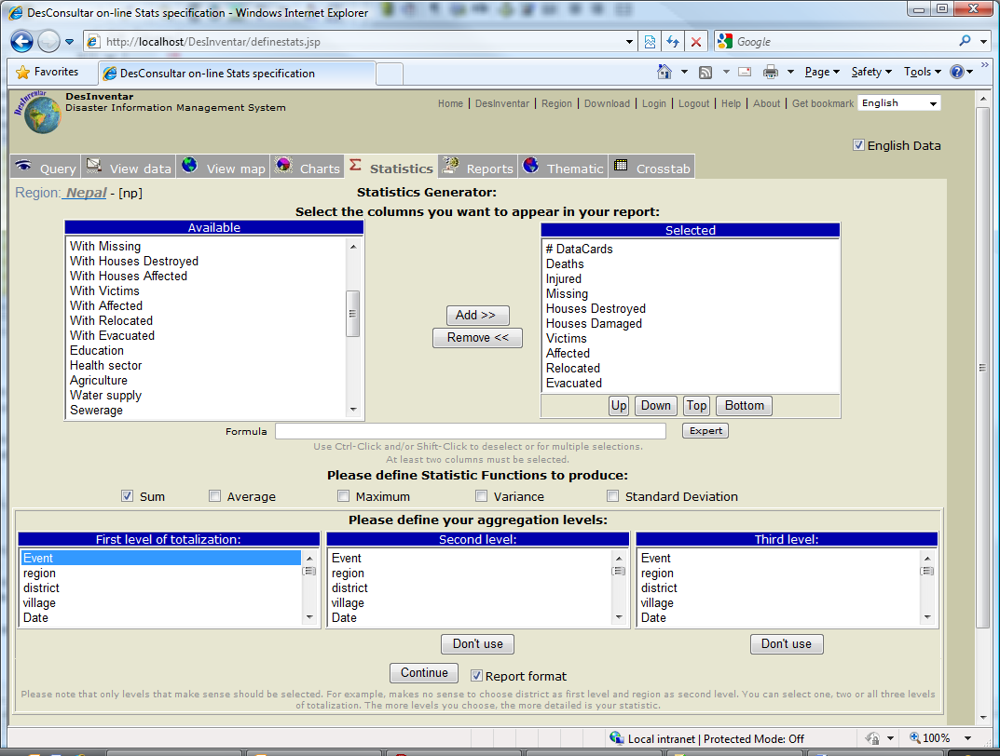 DesConsultar on-line Stats specification - Windows Internet Explorer
http://localhost/DesInventar/definestats.jsp
Google
Favorites
DesConsultar on-line Stats specification
Page Safety Tools
DesInventar
DesInventar
Disaster Information Management System
Home | DesInventar | Region | Download | Login | Logout | Help | About | Get bookmark
English
English Data
Query View data View map Charts Statistics Reports Thematic Crosstab
Region: Nepal - [np]
Statistics Generator:
Select the columns you want to appear in your report:
Available
With Missing
With Houses Destroyed
With Houses Affected
With Victims
With Affected
With Relocated
With Evacuated
Education
Health sector
Agriculture
Water supply
Sewerage
Add >>
Remove <<
Selected
# DataCards
Deaths
Injured
Missing
Houses Destroyed
Houses Damaged
Victims
Affected
Relocated
Evacuated
Up Down Top Bottom
Formula
Expert
Use Ctrl-Click and/or Shift-Click to deselect or for multiple selections.
At least two columns must be selected.
Please define Statistic Functions to produce:
Sum Average Maximum Variance Standard Deviation
Please define your aggregation levels:
First level of totalization:
Event
region
district
village
Date
Second level:
Event
region
district
village
Date
Third level:
Event
region
district
village
Date
Don't use
Don't use
Continue
Report format
Please note that only levels that make sense should be selected. For example, makes no sense to choose district as first level and region as second level. You can select one, two or all three levels
of totalization. The more levels you choose, the more detailed is your statistic.
Local intranet | Protected Mode: Off
100%